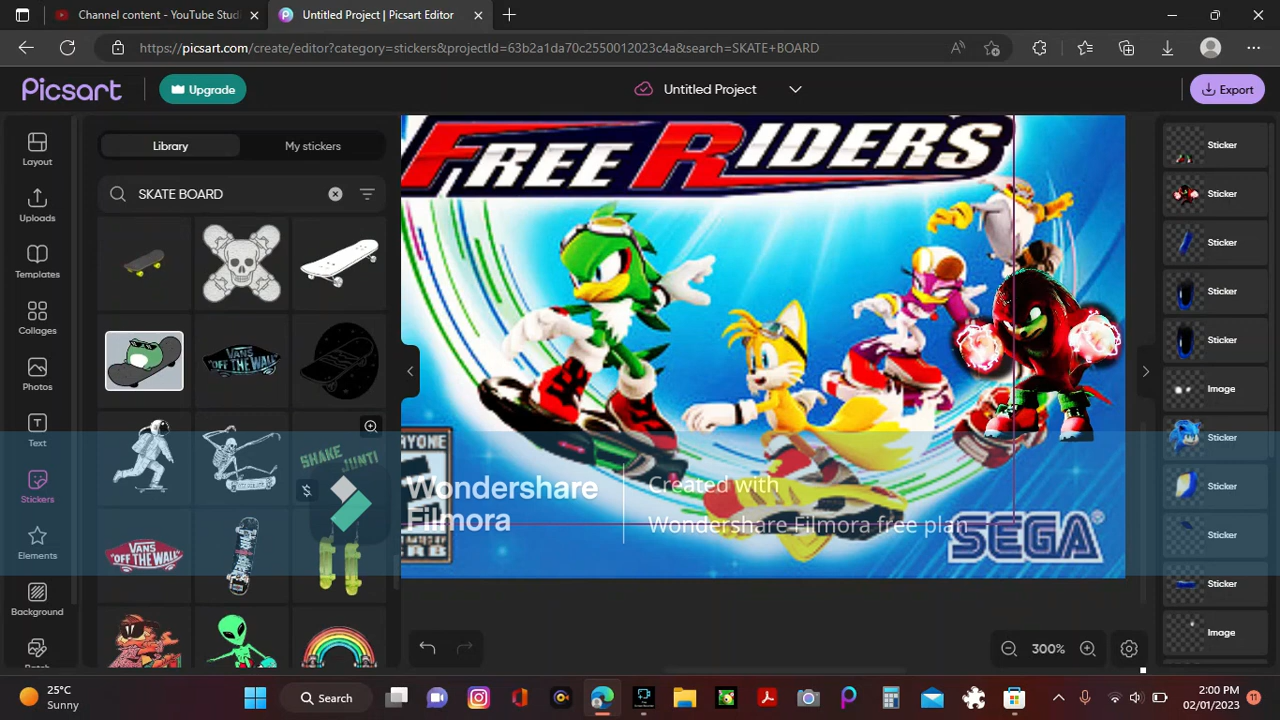 Channel content - YouTube Studi
Untitled Project | Picsart Editor
https://picsart.com/create/editor?category=stickers&projectId=63b2a1da70c2550012023c4a&search=SKATE+BOARD
Picsart
Upgrade
Untitled Project
Export
Layout
Uploads
Templates
Collages
Photos
Text
Stickers
Elements
Background
Batch
Library
My stickers
SKATE BOARD
VANS
"OFF THE WALL"
SHAKE
JUNT!
VANS
"OFF THE WALL"
FREE RIDERS
EVERYONE
SEGA®
Wondershare
Filmora
Created with
Wondershare Filmora free plan
Sticker
Sticker
Sticker
Sticker
Sticker
Image
Sticker
Sticker
Sticker
Sticker
Image
300%
25°C
Sunny
Search
2:00 PM
02/01/2023
11